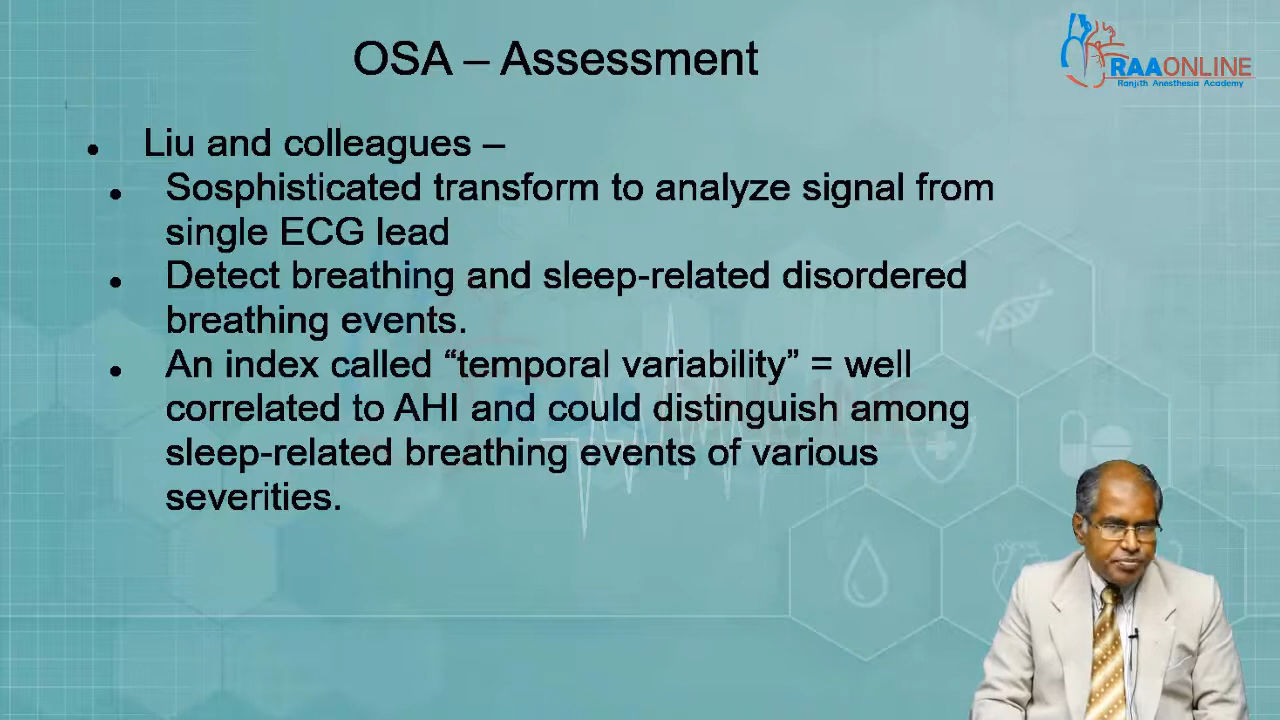 OSA – Assessment
RAAONLINE
Ranjith Anesthesia Academy
Liu and colleagues –
Sosphisticated transform to analyze signal from
single ECG lead
Detect breathing and sleep-related disordered
breathing events.
An index called “temporal variability” = well
correlated to AHI and could distinguish among
sleep-related breathing events of various
severities.